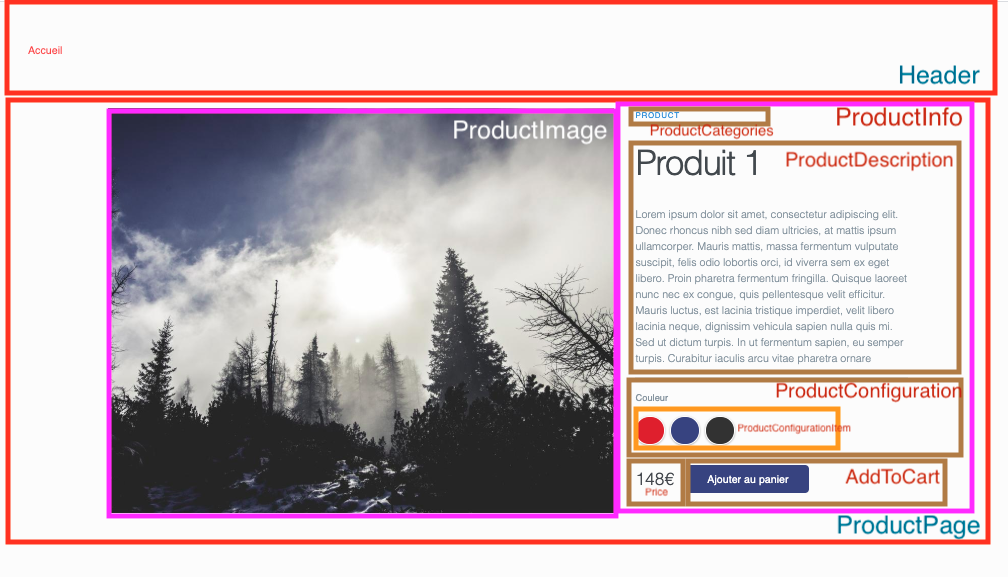 Accueil
Header
ProductImage
PRODUCT
ProductInfo
ProductCategories
Produit 1
ProductDescription
Lorem ipsum dolor sit amet, consectetur adipiscing elit.
Donec rhoncus nibh sed diam ultricies, at mattis ipsum
ullamcorper. Mauris mattis, massa fermentum vulputate
suscipit, felis odio lobortis orci, id viverra sem ex eget
libero. Proin pharetra fermentum fringilla. Quisque laoreet
nunc nec ex congue, quis pellentesque velit efficitur.
Mauris luctus, est lacinia tristique imperdiet, velit libero
lacinia neque, dignissim vehicula sapien nulla quis mi.
Sed ut dictum turpis. In ut fermentum sapien, eu semper
turpis. Curabitur iaculis arcu vitae pharetra ornare
ProductConfiguration
Couleur
ProductConfigurationItem
148€
Price
Ajouter au panier
AddToCart
ProductPage